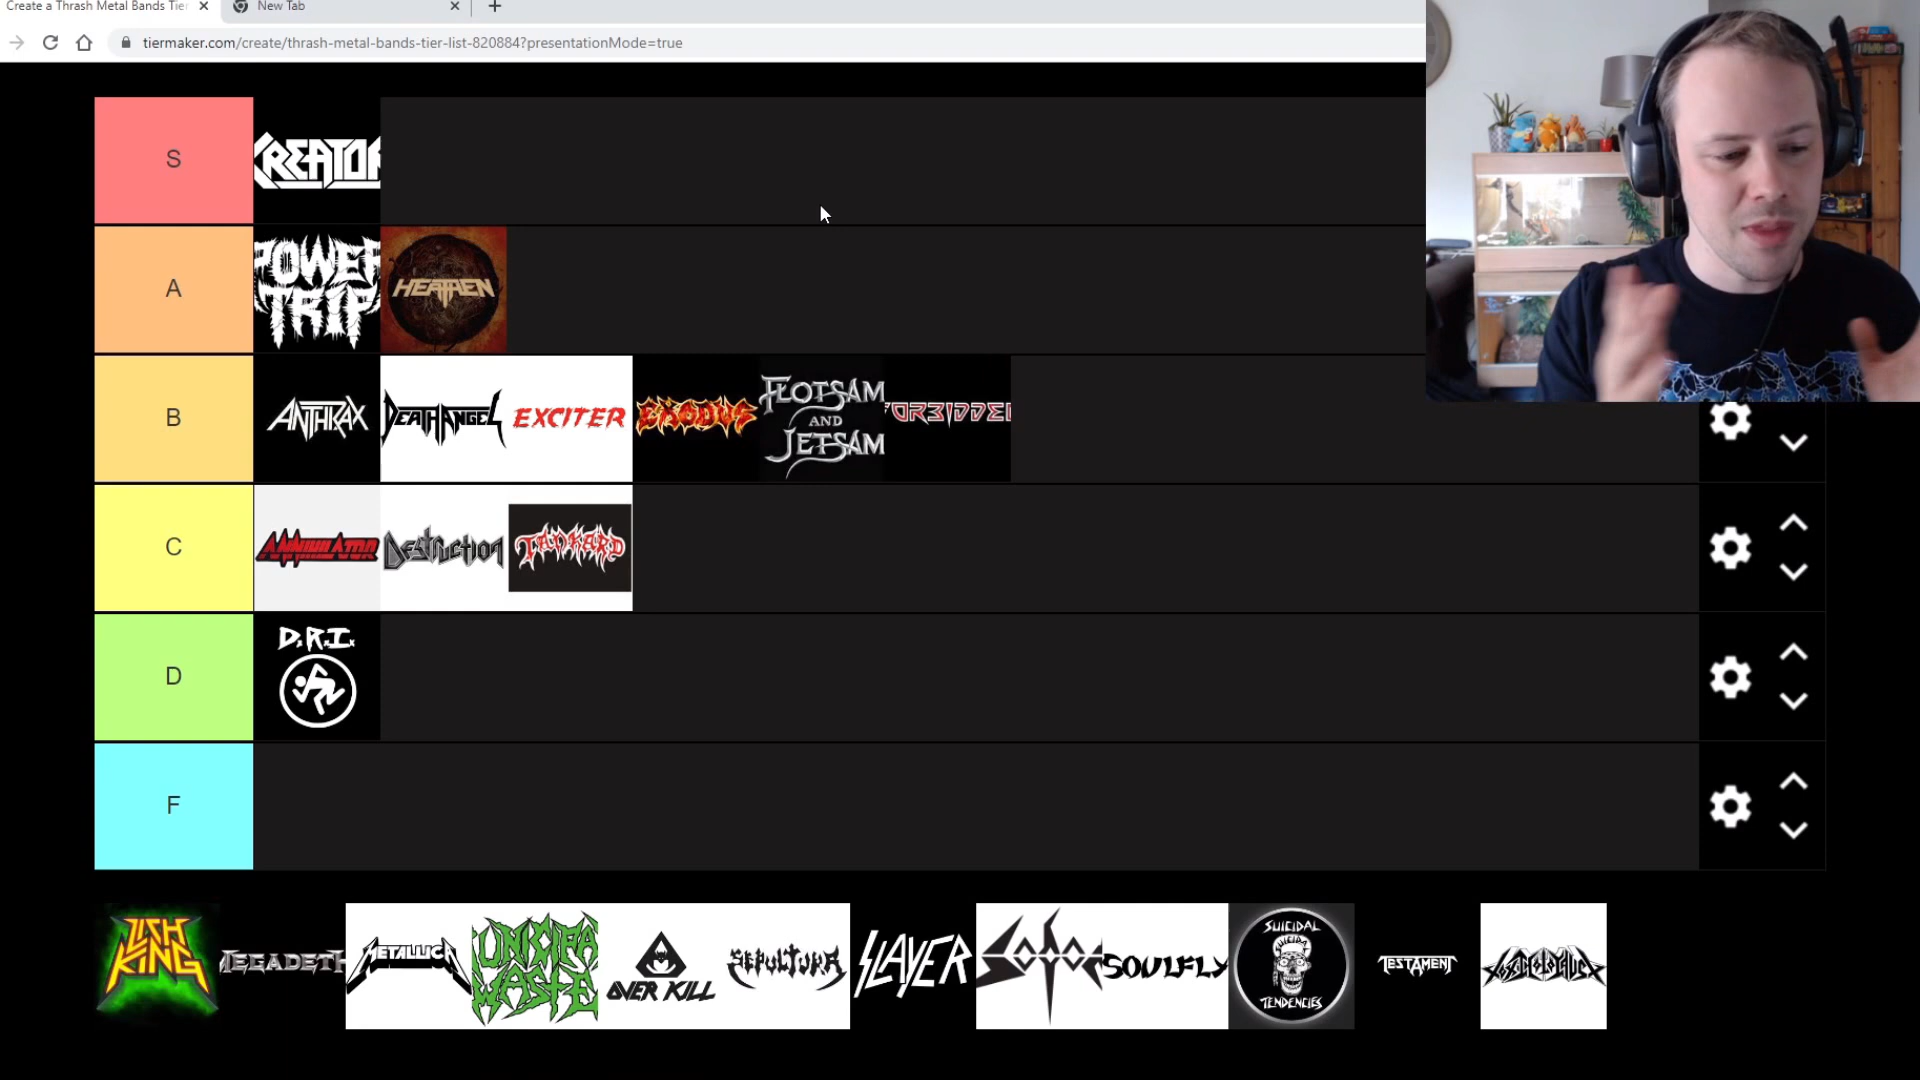 Create a Thrash Metal Bands Tier
New Tab
tiermaker.com/create/thrash-metal-bands-tier-list-820884?presentationMode=true
S
KREATOR
A
POWER TRIP
HEATHEN
B
ANTHRAX
DEATH ANGEL
EXCITER
EXODUS
FLOTSAM
AND
JETSAM
FORBIDDEN
C
ANNIHILATOR
DESTRUCTION
TANKARD
D
D.R.I.
F
LICH
KING
MEGADETH
METALLICA
MUNICIPAL
WASTE
OVER KILL
SEPULTURA
SLAYER
SODOM
SOULFLY
SUICIDAL
SUICIDAL
TENDENCIES
TESTAMENT